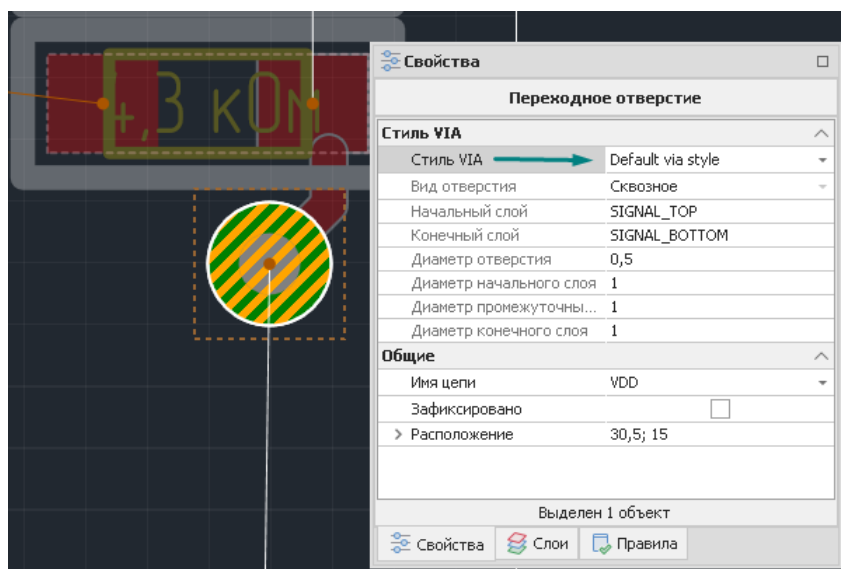 4,3 кОм
Свойства
Переходное отверстие
Стиль VIA
Стиль VIA Default via style
Вид отверстия Сквозное
Начальный слой SIGNAL_TOP
Конечный слой SIGNAL_BOTTOM
Диаметр отверстия 0,5
Диаметр начального слоя 1
Диаметр промежуточны... 1
Диаметр конечного слоя 1
Общие
Имя цепи VDD
Зафиксировано
Расположение 30,5; 15
Выделен 1 объект
Свойства Слои Правила